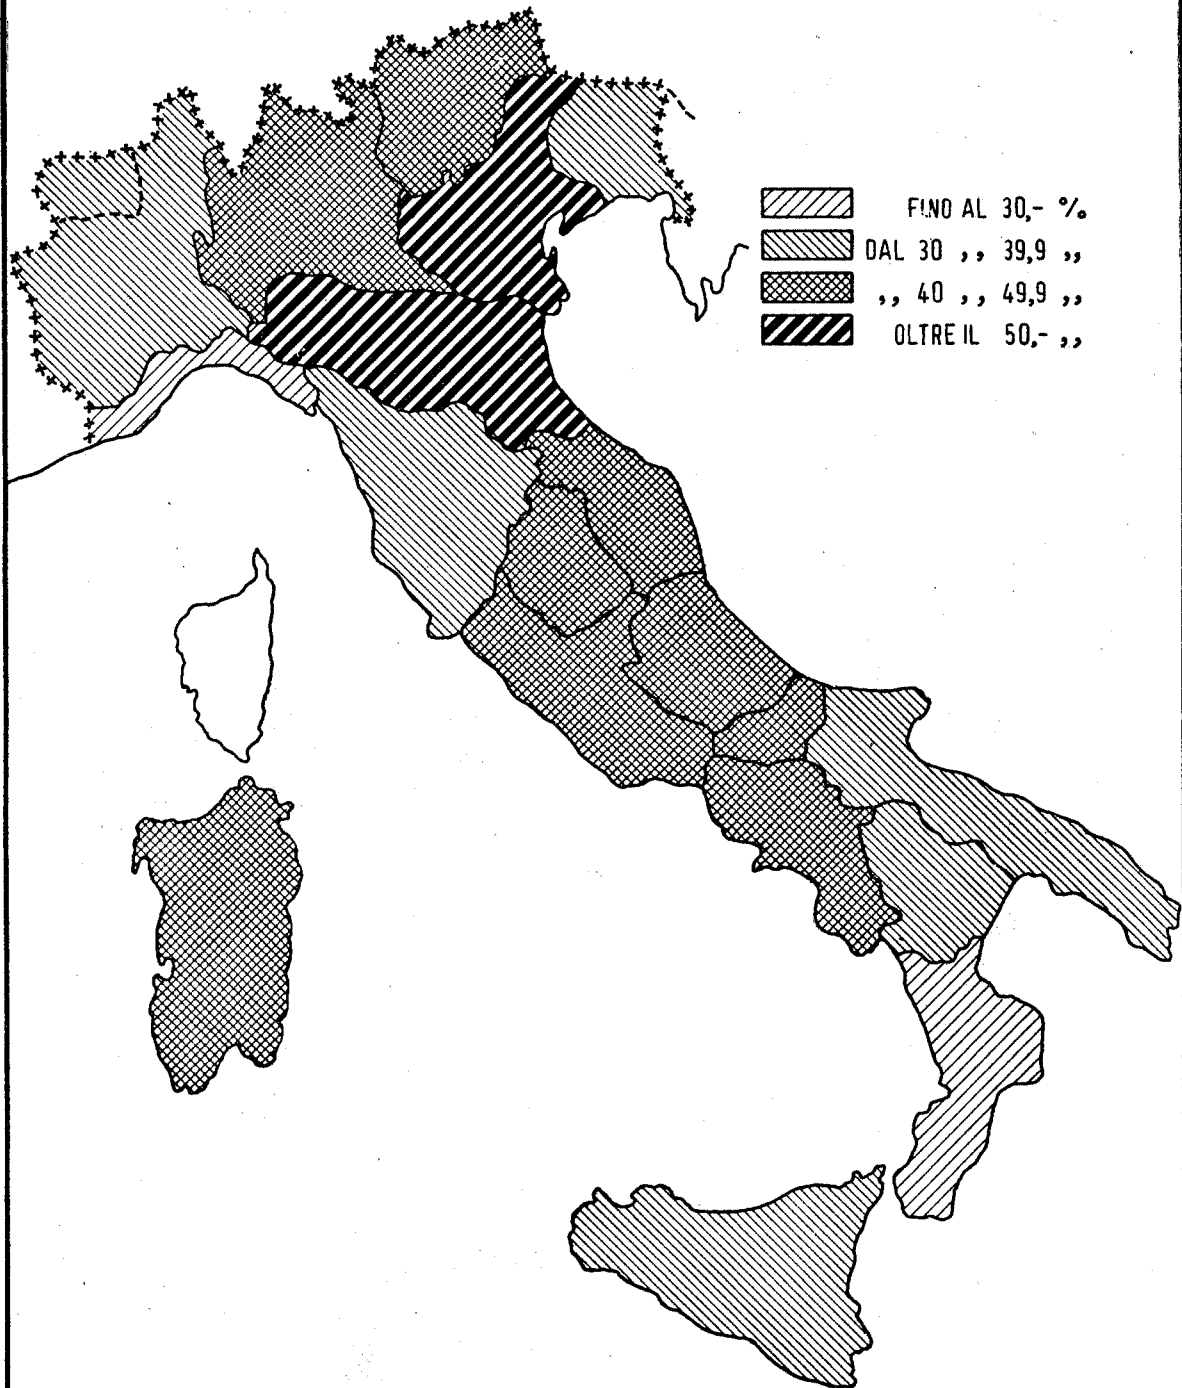 FINO AL 30,- %
DAL 30 ,, 39,9 ,,
,, 40 ,, 49,9 ,,
OLTRE IL 50,- ,,